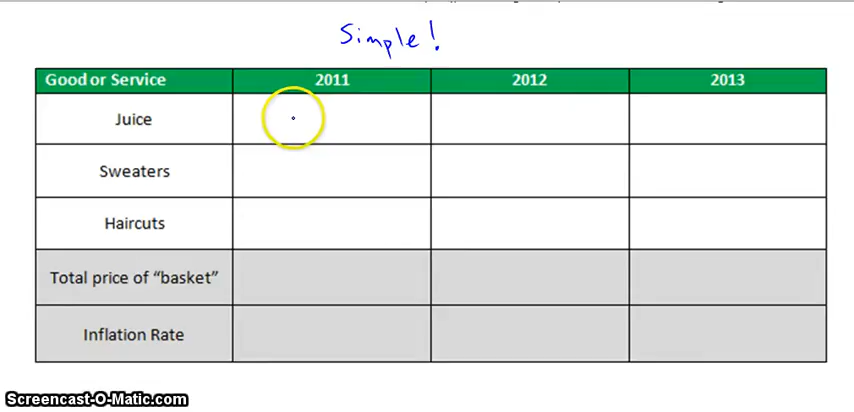 Simple!
Good or Service 2011 2012 2013
Juice
Sweaters
Haircuts
Total price of “basket”
Inflation Rate
Screencast-O-Matic.com